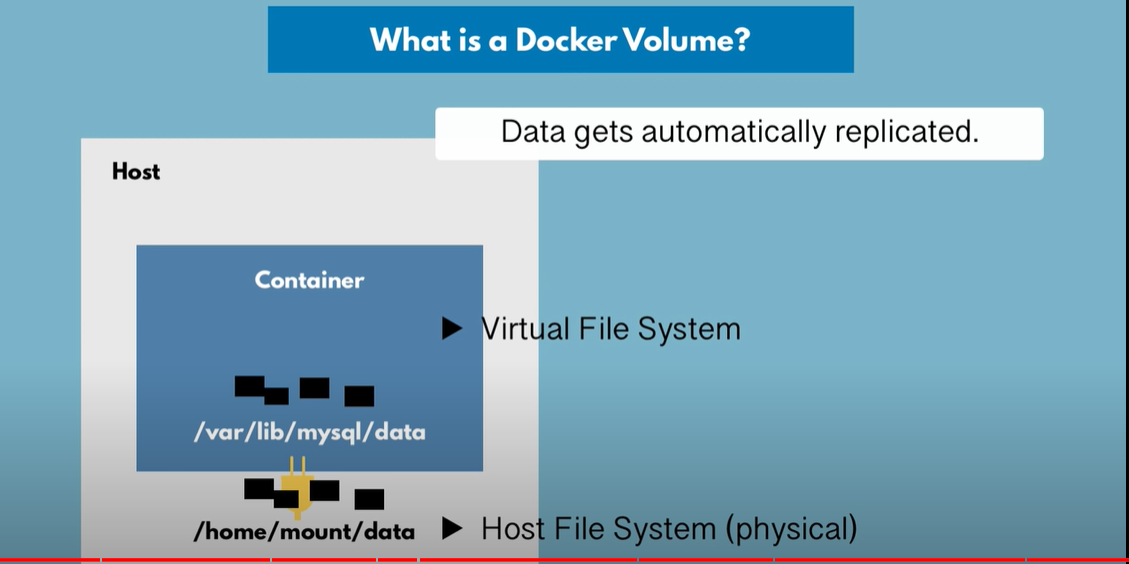 What is a Docker Volume?
Data gets automatically replicated.
Host
Container
▶ Virtual File System
/var/lib/mysql/data
/home/mount/data ▶ Host File System (physical)